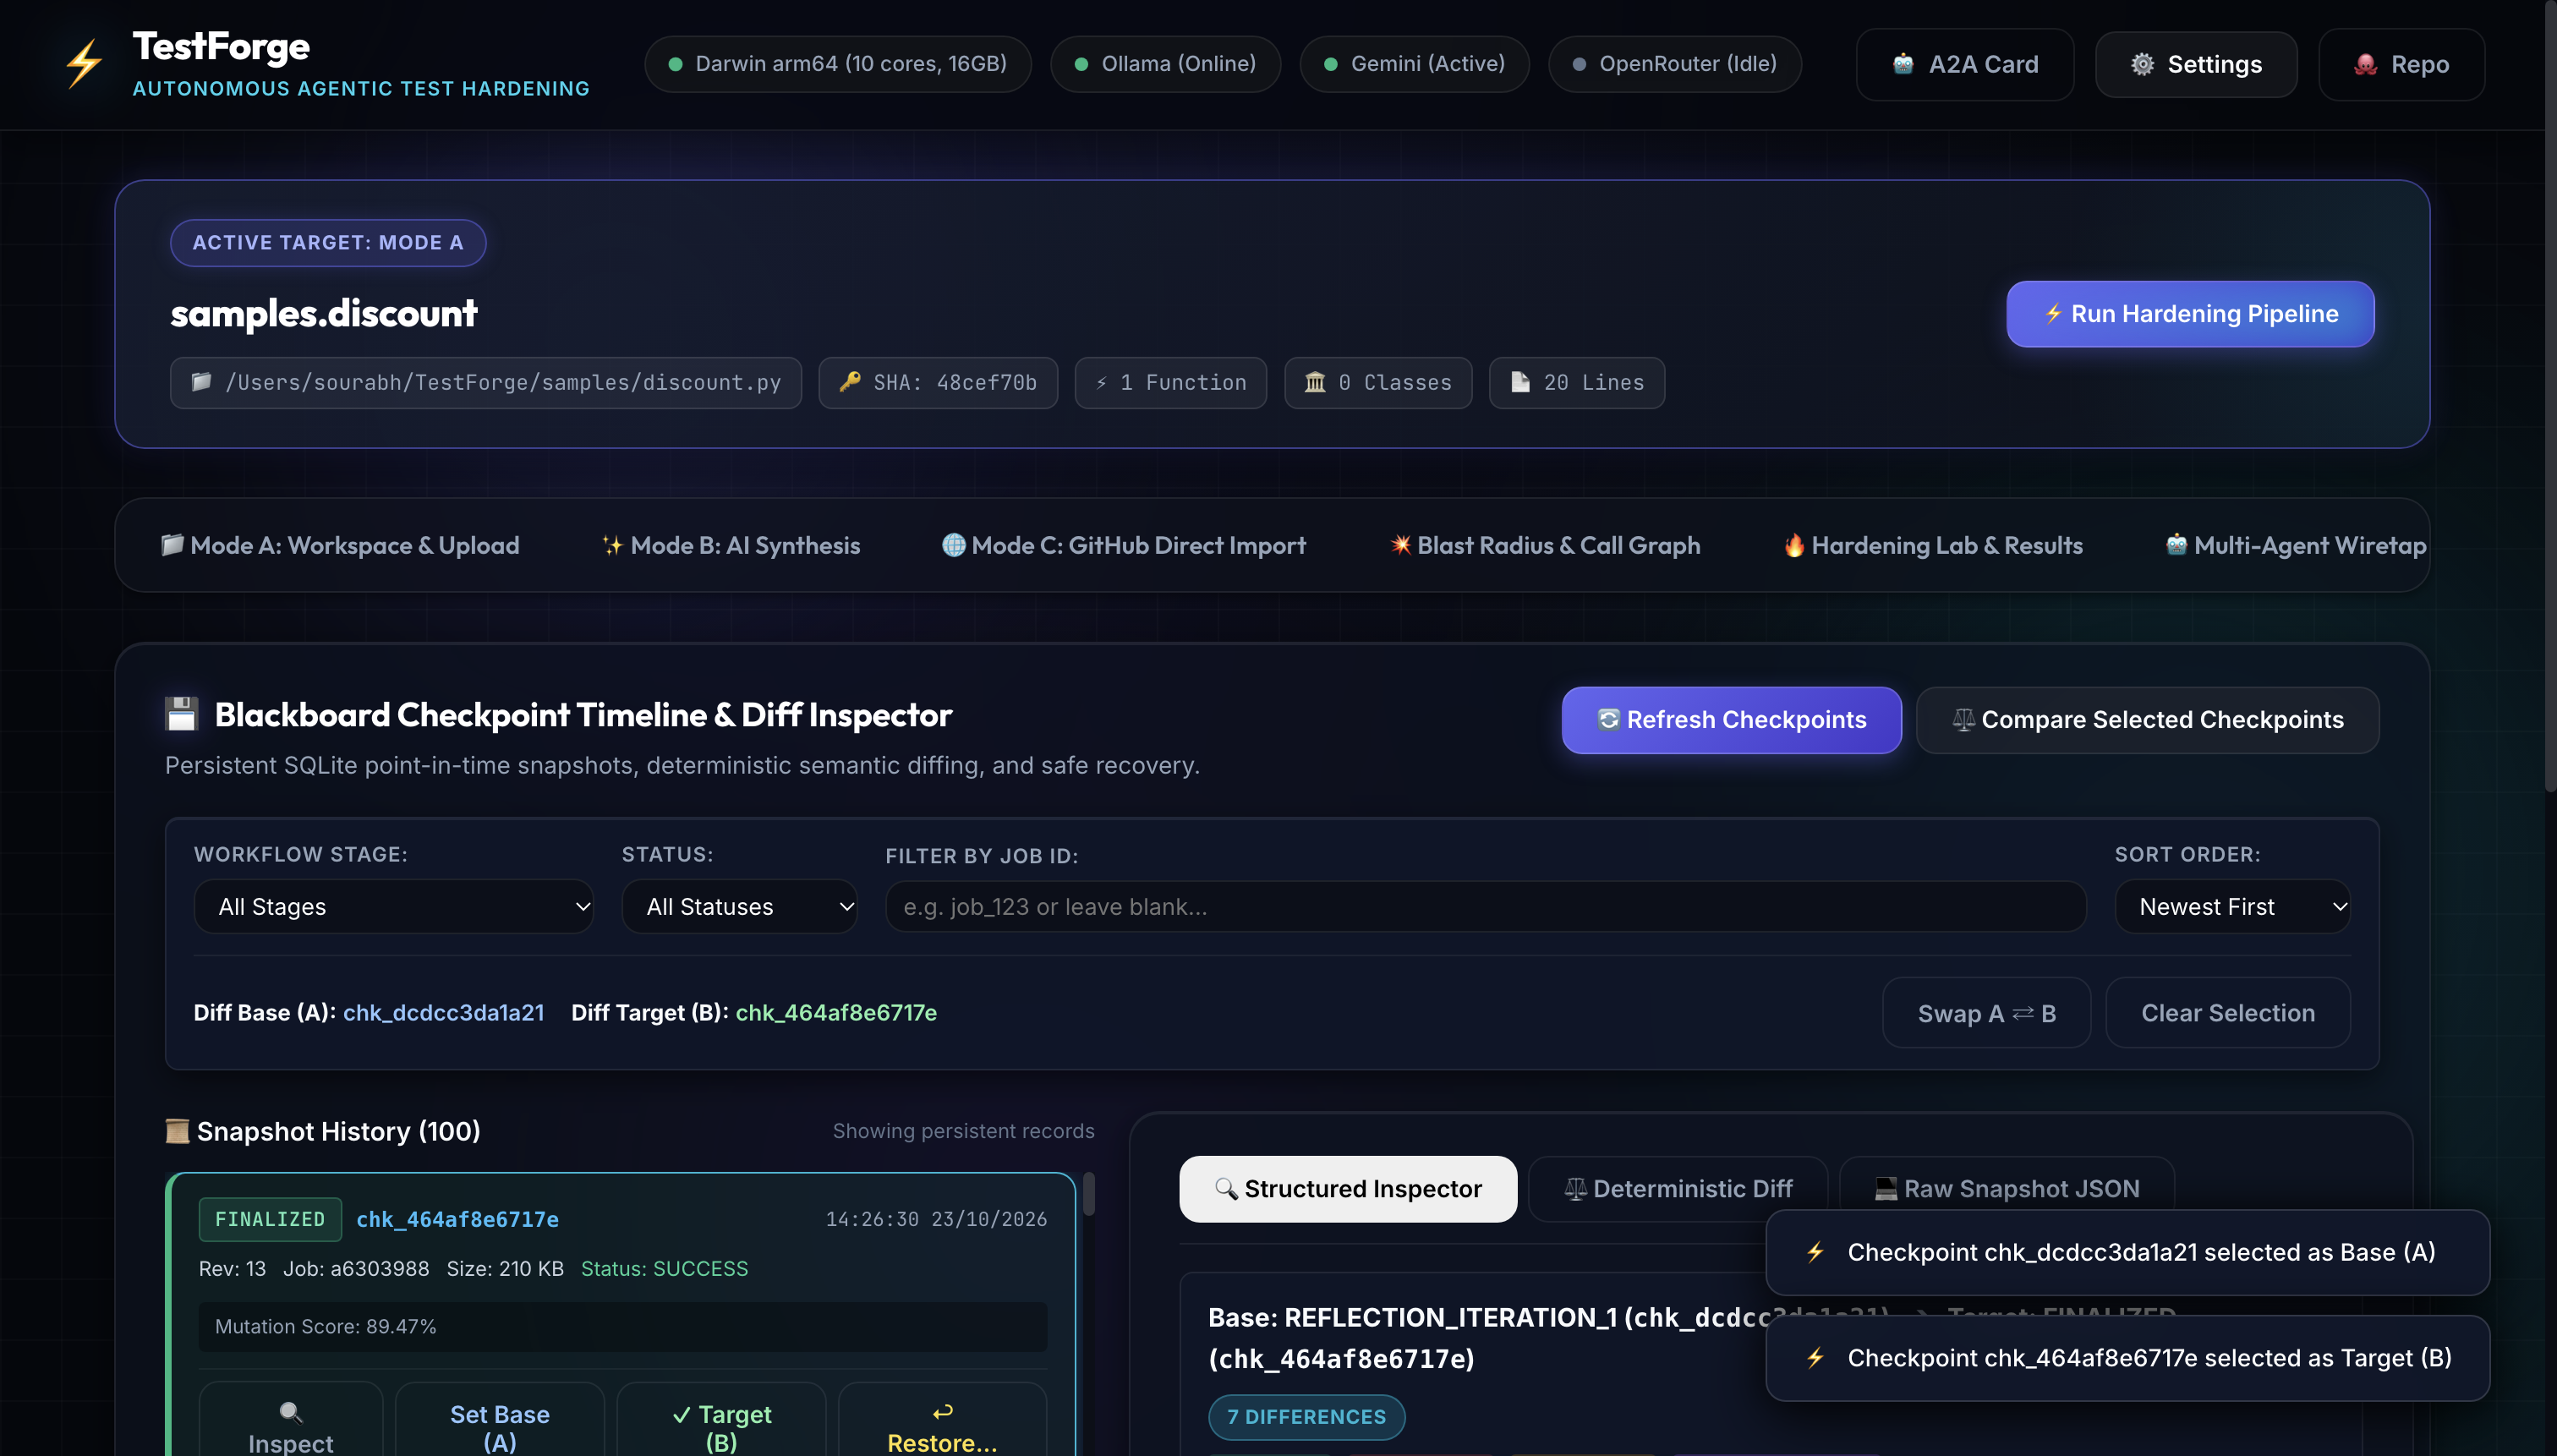 TestForge
AUTONOMOUS AGENTIC TEST HARDENING
Darwin arm64 (10 cores, 16GB)
Ollama (Online)
Gemini (Active)
OpenRouter (Idle)
A2A Card
Settings
Repo
ACTIVE TARGET: MODE A
samples.discount
/Users/sourabh/TestForge/samples/discount.py
SHA: 48cef70b
1 Function
0 Classes
20 Lines
Run Hardening Pipeline
Mode A: Workspace & Upload
Mode B: AI Synthesis
Mode C: GitHub Direct Import
Blast Radius & Call Graph
Hardening Lab & Results
Multi-Agent Wiretap
Blackboard Checkpoint Timeline & Diff Inspector
Persistent SQLite point-in-time snapshots, deterministic semantic diffing, and safe recovery.
Refresh Checkpoints
Compare Selected Checkpoints
WORKFLOW STAGE:
All Stages
STATUS:
All Statuses
FILTER BY JOB ID:
e.g. job_123 or leave blank...
SORT ORDER:
Newest First
Diff Base (A): chk_dcdcc3da1a21
Diff Target (B): chk_464af8e6717e
Swap A ⇄ B
Clear Selection
Snapshot History (100)
Showing persistent records
FINALIZED
chk_464af8e6717e
14:26:30 23/10/2026
Rev: 13 Job: a6303988 Size: 210 KB Status: SUCCESS
Mutation Score: 89.47%
Inspect
Set Base
(A)
✓ Target
(B)
Restore...
Structured Inspector
Deterministic Diff
Raw Snapshot JSON
Checkpoint chk_dcdcc3da1a21 selected as Base (A)
Base: REFLECTION_ITERATION_1 (chk_dcdcc3da1a21) → Target: FINALIZED
(chk_464af8e6717e)
Checkpoint chk_464af8e6717e selected as Target (B)
7 DIFFERENCES